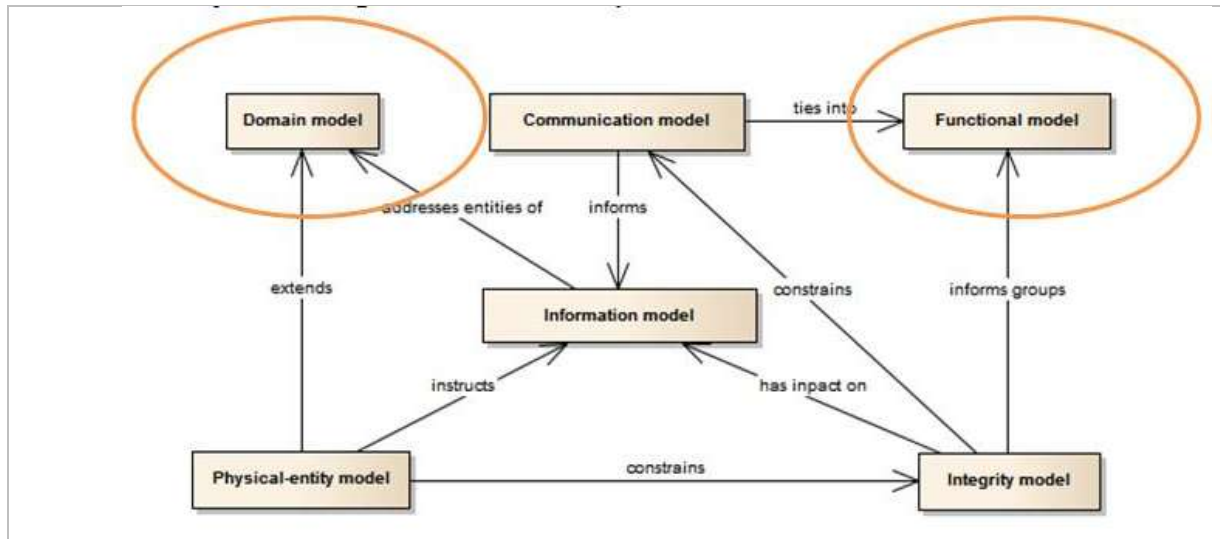 Domain model
Communication model
ties into
Functional model
addresses entities of
informs
extends
constrains
informs groups
Information model
instructs
has inpact on
Physical-entity model
constrains
Integrity model